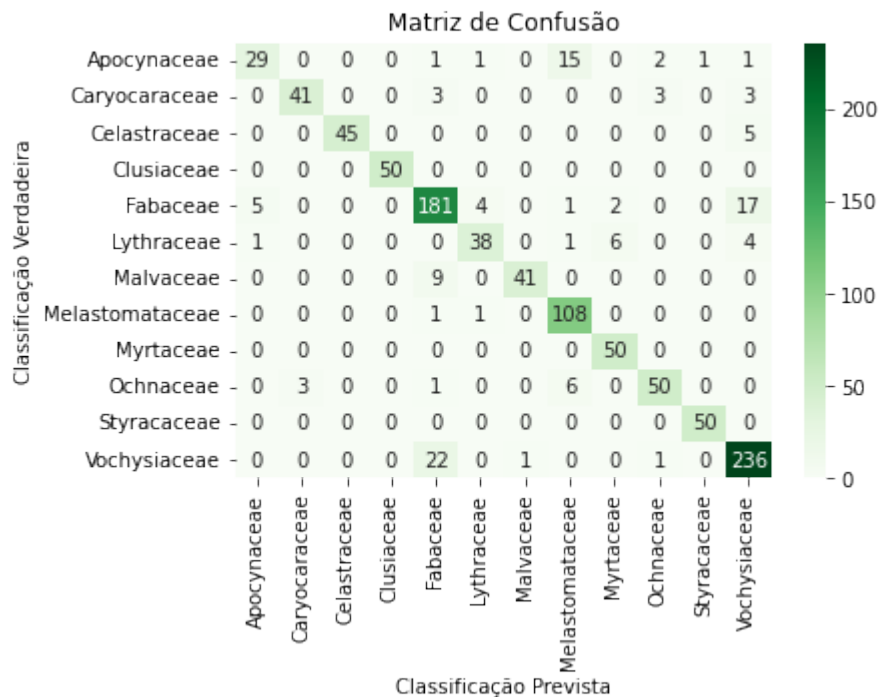 Matriz de Confusão
Classificação Verdadeira
Apocynaceae 29 0 0 0 1 1 0 15 0 2 1 1
Caryocaraceae 0 41 0 0 3 0 0 0 0 3 0 3
Celastraceae 0 0 45 0 0 0 0 0 0 0 0 5
Clusiaceae 0 0 0 50 0 0 0 0 0 0 0 0
Fabaceae 5 0 0 0 181 4 0 1 2 0 0 17
Lythraceae 1 0 0 0 0 38 0 1 6 0 0 4
Malvaceae 0 0 0 0 9 0 41 0 0 0 0 0
Melastomataceae 0 0 0 0 1 1 0 108 0 0 0 0
Myrtaceae 0 0 0 0 0 0 0 0 50 0 0 0
Ochnaceae 0 3 0 0 1 0 0 6 0 50 0 0
Styracaceae 0 0 0 0 0 0 0 0 0 0 50 0
Vochysiaceae 0 0 0 0 22 0 1 0 0 1 0 236
Apocynaceae
Caryocaraceae
Celastraceae
Clusiaceae
Fabaceae
Lythraceae
Malvaceae
Melastomataceae
Myrtaceae
Ochnaceae
Styracaceae
Vochysiaceae
Classificação Prevista
200
150
100
50
0